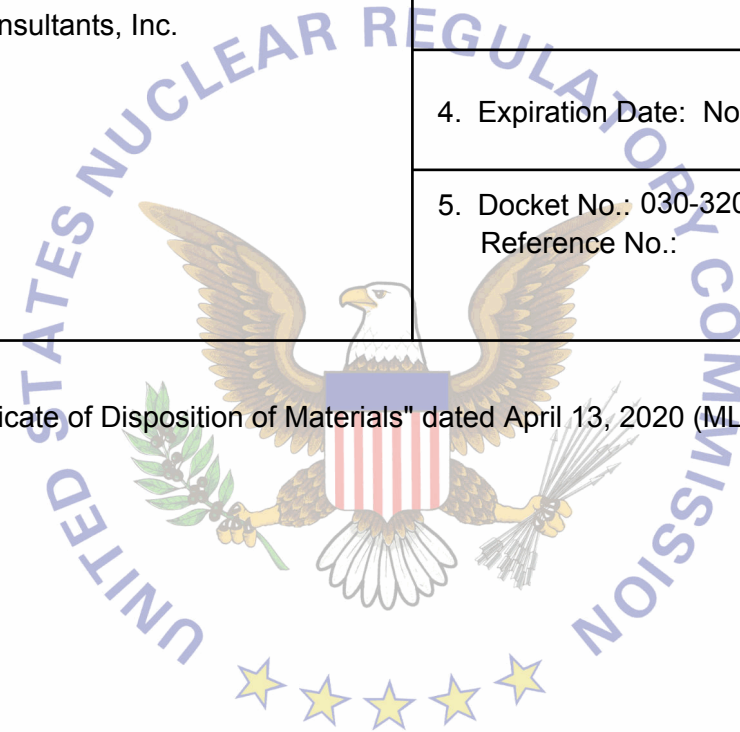 nsultants, Inc.
4. Expiration Date: No
5. Docket No.: 030-320
Reference No.:
icate of Disposition of Materials" dated April 13, 2020 (ML
UNITED STATES NUCLEAR REGULATORY COMMISSION